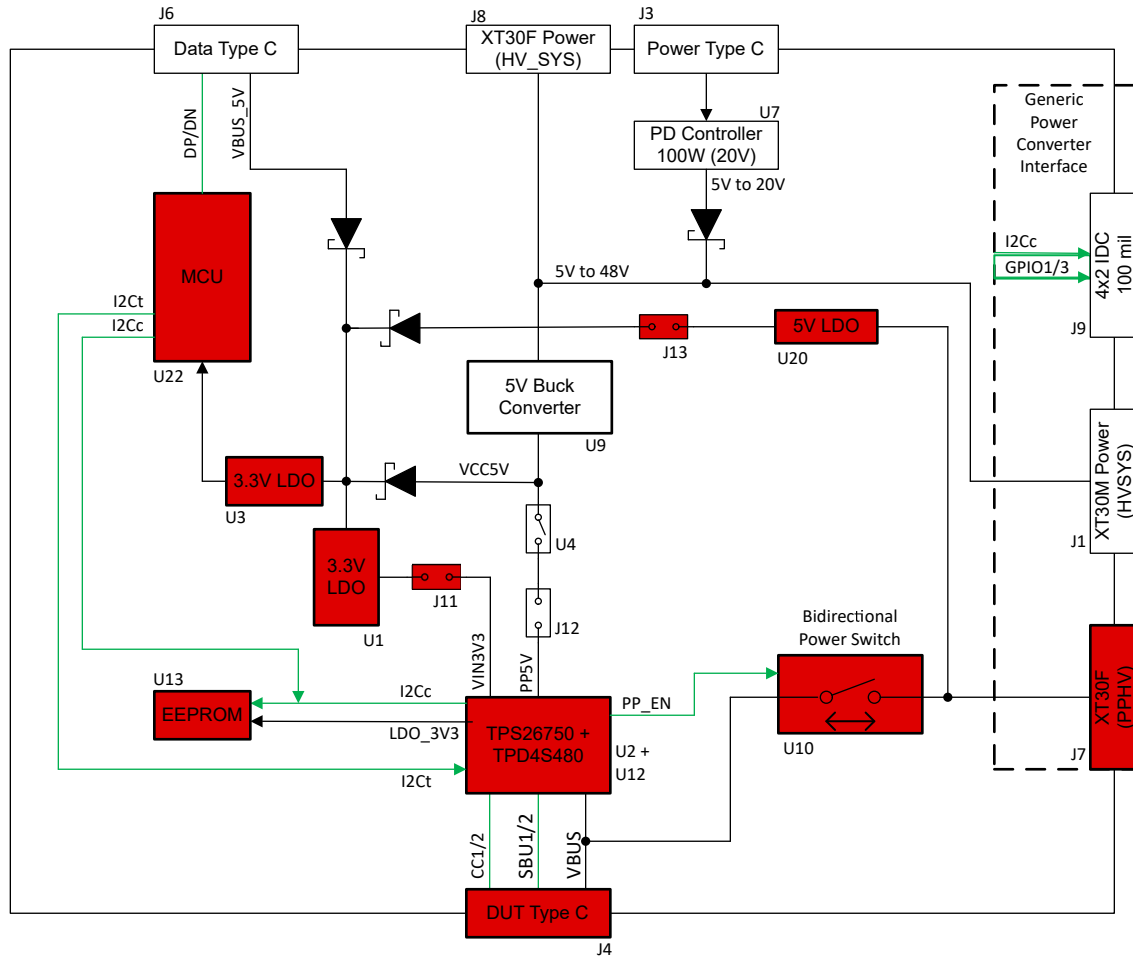 J6
J8
J3
Data Type C
XT30F Power
(HV_SYS)
Power Type C
DP/DN
VBUS_5V
U7
PD Controller
100W (20V)
5V to 20V
Generic
Power
Converter
Interface
MCU
I2Cc
GPIO1/3
4x2 IDC
100 mil
J9
5V to 48V
I2Ct
I2Cc
U22
J13
5V LDO
U20
5V Buck
Converter
U9
VCC5V
3.3V LDO
U3
XT30M Power
(HVSYS)
J1
U4
3.3V
LDO
U1
J11
J12
VIN3V3
PP5V
Bidirectional
Power Switch
U13
EEPROM
I2Cc
LDO_3V3
I2Ct
TPS26750 +
TPD4S480
PP_EN
U2 +
U12
U10
XT30F
(PPHV)
J7
CC1/2
SBU1/2
VBUS
DUT Type C
J4